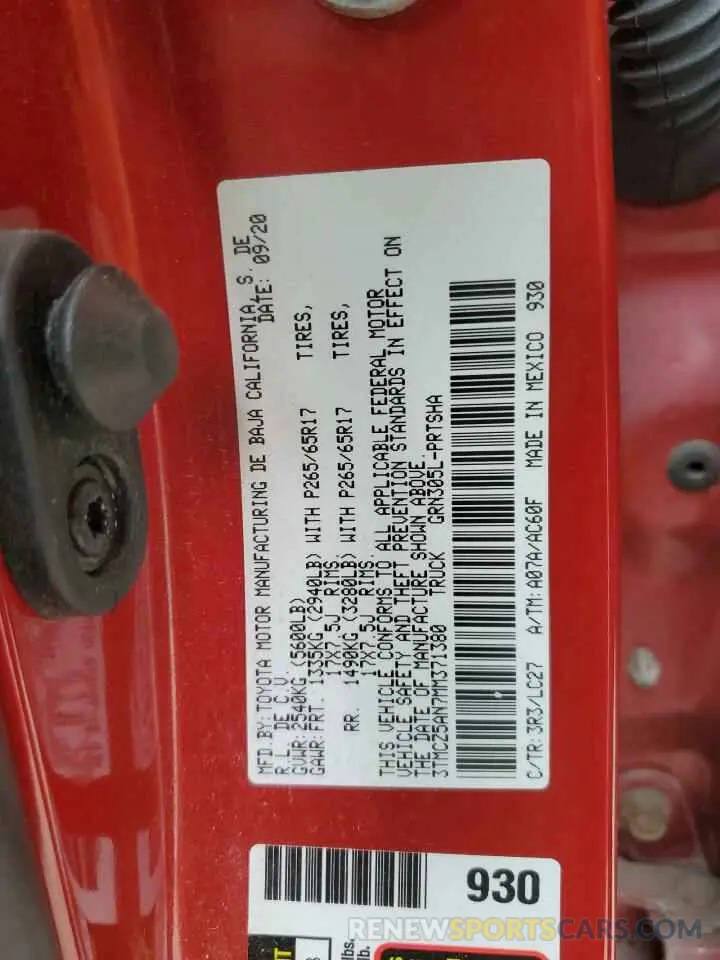 MFD.BY:TOYOTA MOTOR MANUFACTURING DE BAJA CALIFORNIA, S. DE
R.L. DE C.V. DATE: 09/20
GVWR:2540KG (5600LB)
GAWR:FRT. 1335KG (2940LB) WITH P265/65R17 TIRES,
17X7.5J RIMS
RR. 1490KG (3280LB) WITH P265/65R17 TIRES,
17X7.5J RIMS.
THIS VEHICLE CONFORMS TO ALL APPLICABLE FEDERAL MOTOR
VEHICLE SAFETY AND THEFT PREVENTION STANDARDS IN EFFECT ON
THE DATE OF MANUFACTURE SHOWN ABOVE.
3TMCZ5AN7MM371380 TRUCK GRN305L-PRTSHA
C/TR:3R3/LC27 A/TM:A07A/AC60F MADE IN MEXICO 930
930
lbs.
lb.
RENEWSPORTSCARS.COM